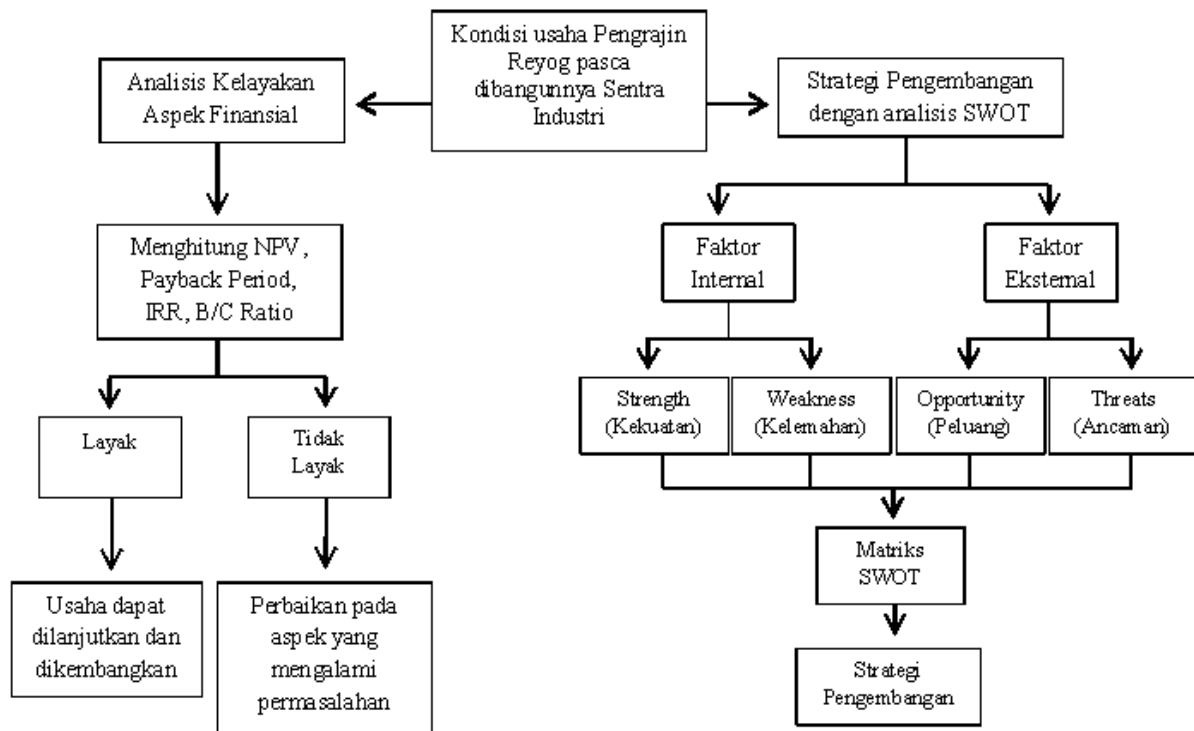 Kondisi usaha Pengrajin
Reyog pasca
dibangunnya Sentra
Industri
Analisis Kelayakan
Aspek Finansial
Strategi Pengembangan
dengan analisis SWOT
Menghitung NPV,
Payback Period,
IRR, B/C Ratio
Faktor
Internal
Faktor
Eksternal
Layak
Tidak
Layak
Strength
(Kekuatan)
Weakness
(Kelemahan)
Opportunity
(Peluang)
Threats
(Ancaman)
Usaha dapat
dilanjutkan dan
dikembangkan
Perbaikan pada
aspek yang
mengalami
permasalahan
Matriks
SWOT
Strategi
Pengembangan